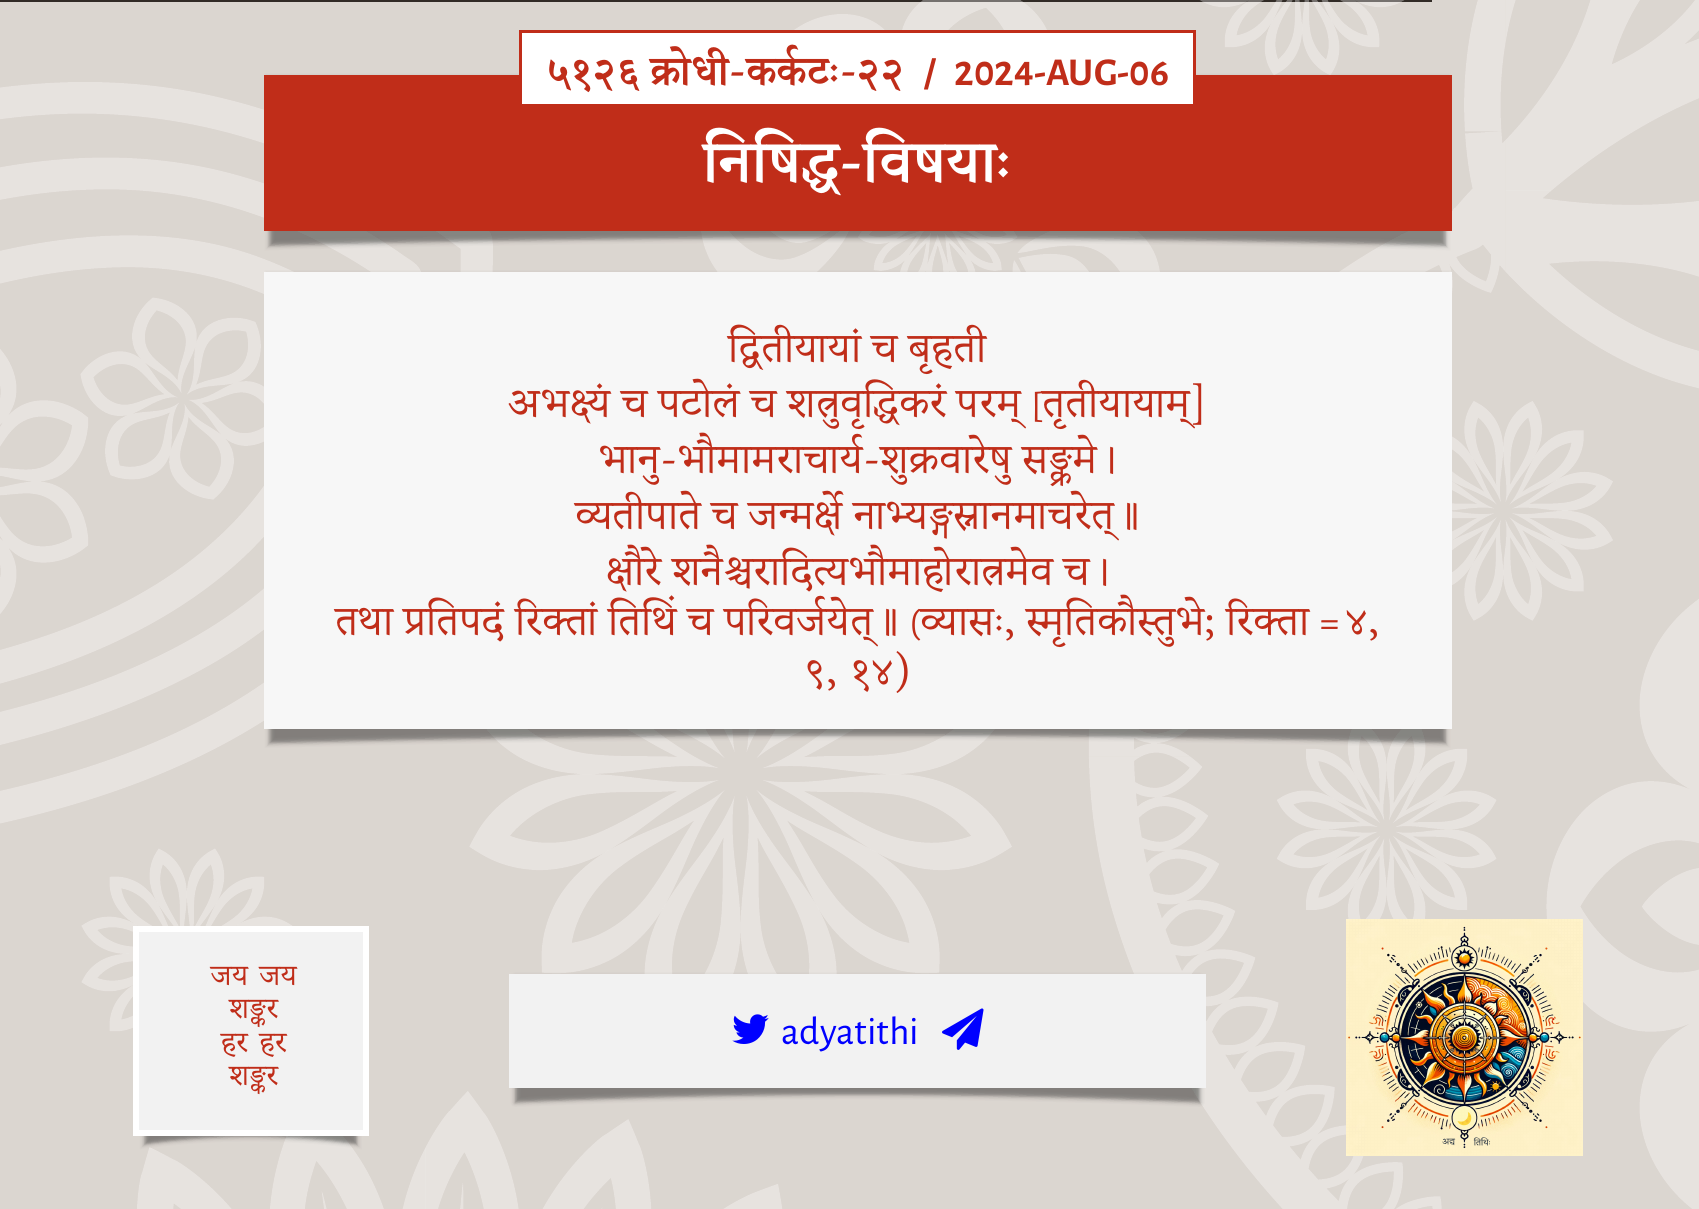 ५१२६ क्रोधी-कर्कटः-२२ / 2024-AUG-06
निषिद्ध-विषयाः
द्वितीयायां च बृहती
अभक्ष्यं च पटोलं च शत्रुवृद्धिकरं परम् [तृतीयायाम्]
भानु-भौमामराचार्य-शुक्रवारेषु सङ्क्रमे।
व्यतीपाते च जन्मर्क्षे नाभ्यङ्गस्नानमाचरेत्॥
क्षौरे शनैश्चरादित्यभौमाहोरात्रमेव च।
तथा प्रतिपदं रिक्तां तिथिं च परिवर्जयेत्॥ (व्यासः, स्मृतिकौस्तुभे; रिक्ता = ४,
९, १४)
जय जय
शङ्कर
हर हर
शङ्कर
adyatithi
अद्य तिथिः